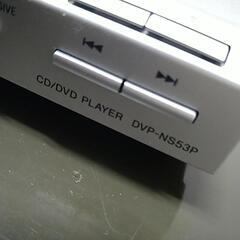 CD/DVD PLAYER DVP-NS53P